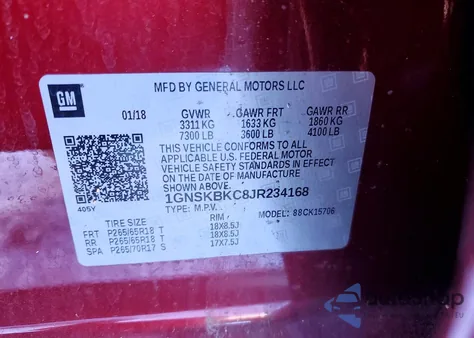 GM
MFD BY GENERAL MOTORS LLC
01/18 GVWR GAWR FRT GAWR RR
3311 KG 1633 KG 1860 KG
7300 LB 3600 LB 4100 LB
THIS VEHICLE CONFORMS TO ALL
APPLICABLE U.S. FEDERAL MOTOR
VEHICLE SAFETY STANDARDS IN EFFECT
ON THE DATE OF MANUFACTURE
SHOWN ABOVE.
1GNSKBKC8JR234168
405Y TYPE: M.P.V. MODEL: 88CK15706
TIRE SIZE RIM
FRT P265/65R18 T 18X8.5J
RR P265/65R18 T 18X8.5J
SPA P265/70R17 S 17X7.5J